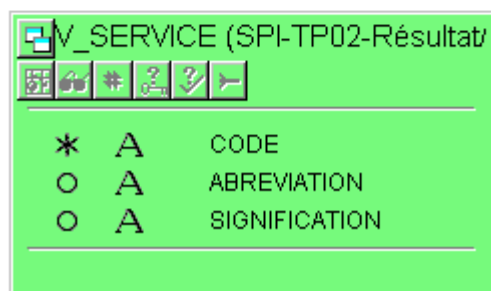 V_SERVICE (SPI-TP02-Résultat/
* A CODE
O A ABREVIATION
O A SIGNIFICATION